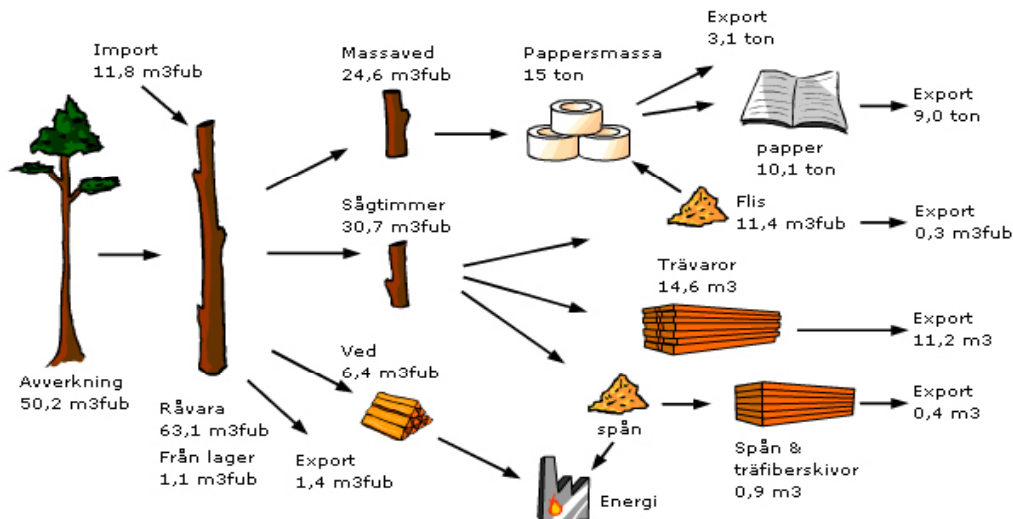 Import
11,8 m3fub
Massaved
24,6 m3fub
Pappersmassa
15 ton
Export
3,1 ton
Export
9,0 ton
papper
10,1 ton
Sågtimmer
30,7 m3fub
Flis
11,4 m3fub
Export
0,3 m3fub
Trävaror
14,6 m3
Export
11,2 m3
Avverkning
50,2 m3fub
Råvara
63,1 m3fub
Från lager
1,1 m3fub
Export
1,4 m3fub
Ved
6,4 m3fub
spån
Export
0,4 m3
Spån &
träfiberskivor
0,9 m3
Energi